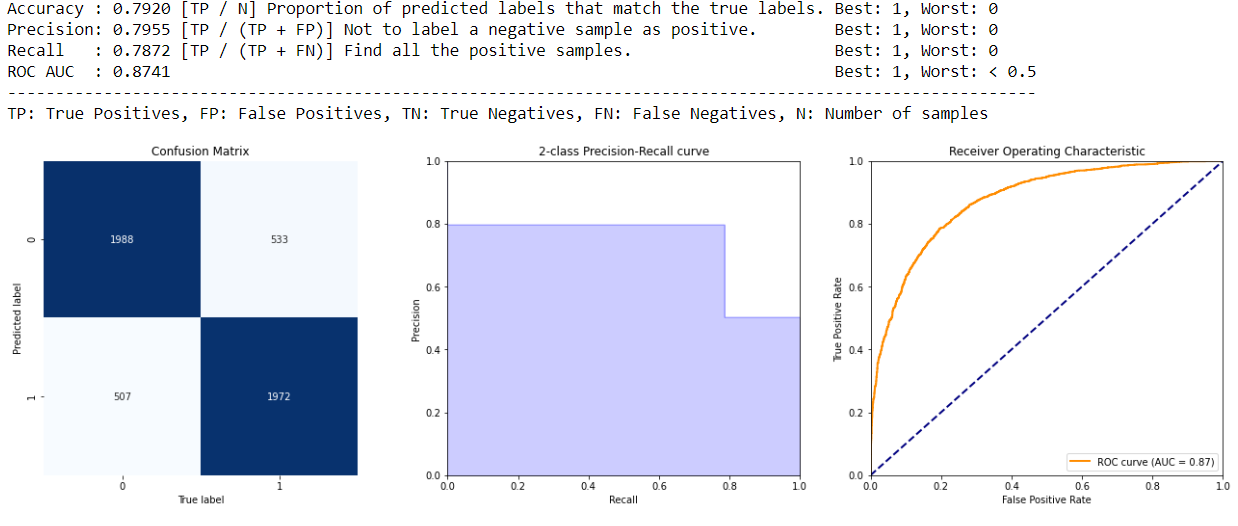 Accuracy : 0.7920 [TP / N] Proportion of predicted labels that match the true labels. Best: 1, Worst: 0
Precision: 0.7955 [TP / (TP + FP)] Not to label a negative sample as positive. Best: 1, Worst: 0
Recall : 0.7872 [TP / (TP + FN)] Find all the positive samples. Best: 1, Worst: 0
ROC AUC : 0.8741 Best: 1, Worst: < 0.5
-----------------------------------------------------------------------------------------------------------
TP: True Positives, FP: False Positives, TN: True Negatives, FN: False Negatives, N: Number of samples
Confusion Matrix
Predicted label
0
1
1988
533
507
1972
0
1
True label
2-class Precision-Recall curve
Precision
1.0
0.8
0.6
0.4
0.2
0.0
0.0
0.2
0.4
0.6
0.8
1.0
Recall
Receiver Operating Characteristic
True Positive Rate
1.0
0.8
0.6
0.4
0.2
0.0
ROC curve (AUC = 0.87)
0.0
0.2
0.4
0.6
0.8
1.0
False Positive Rate